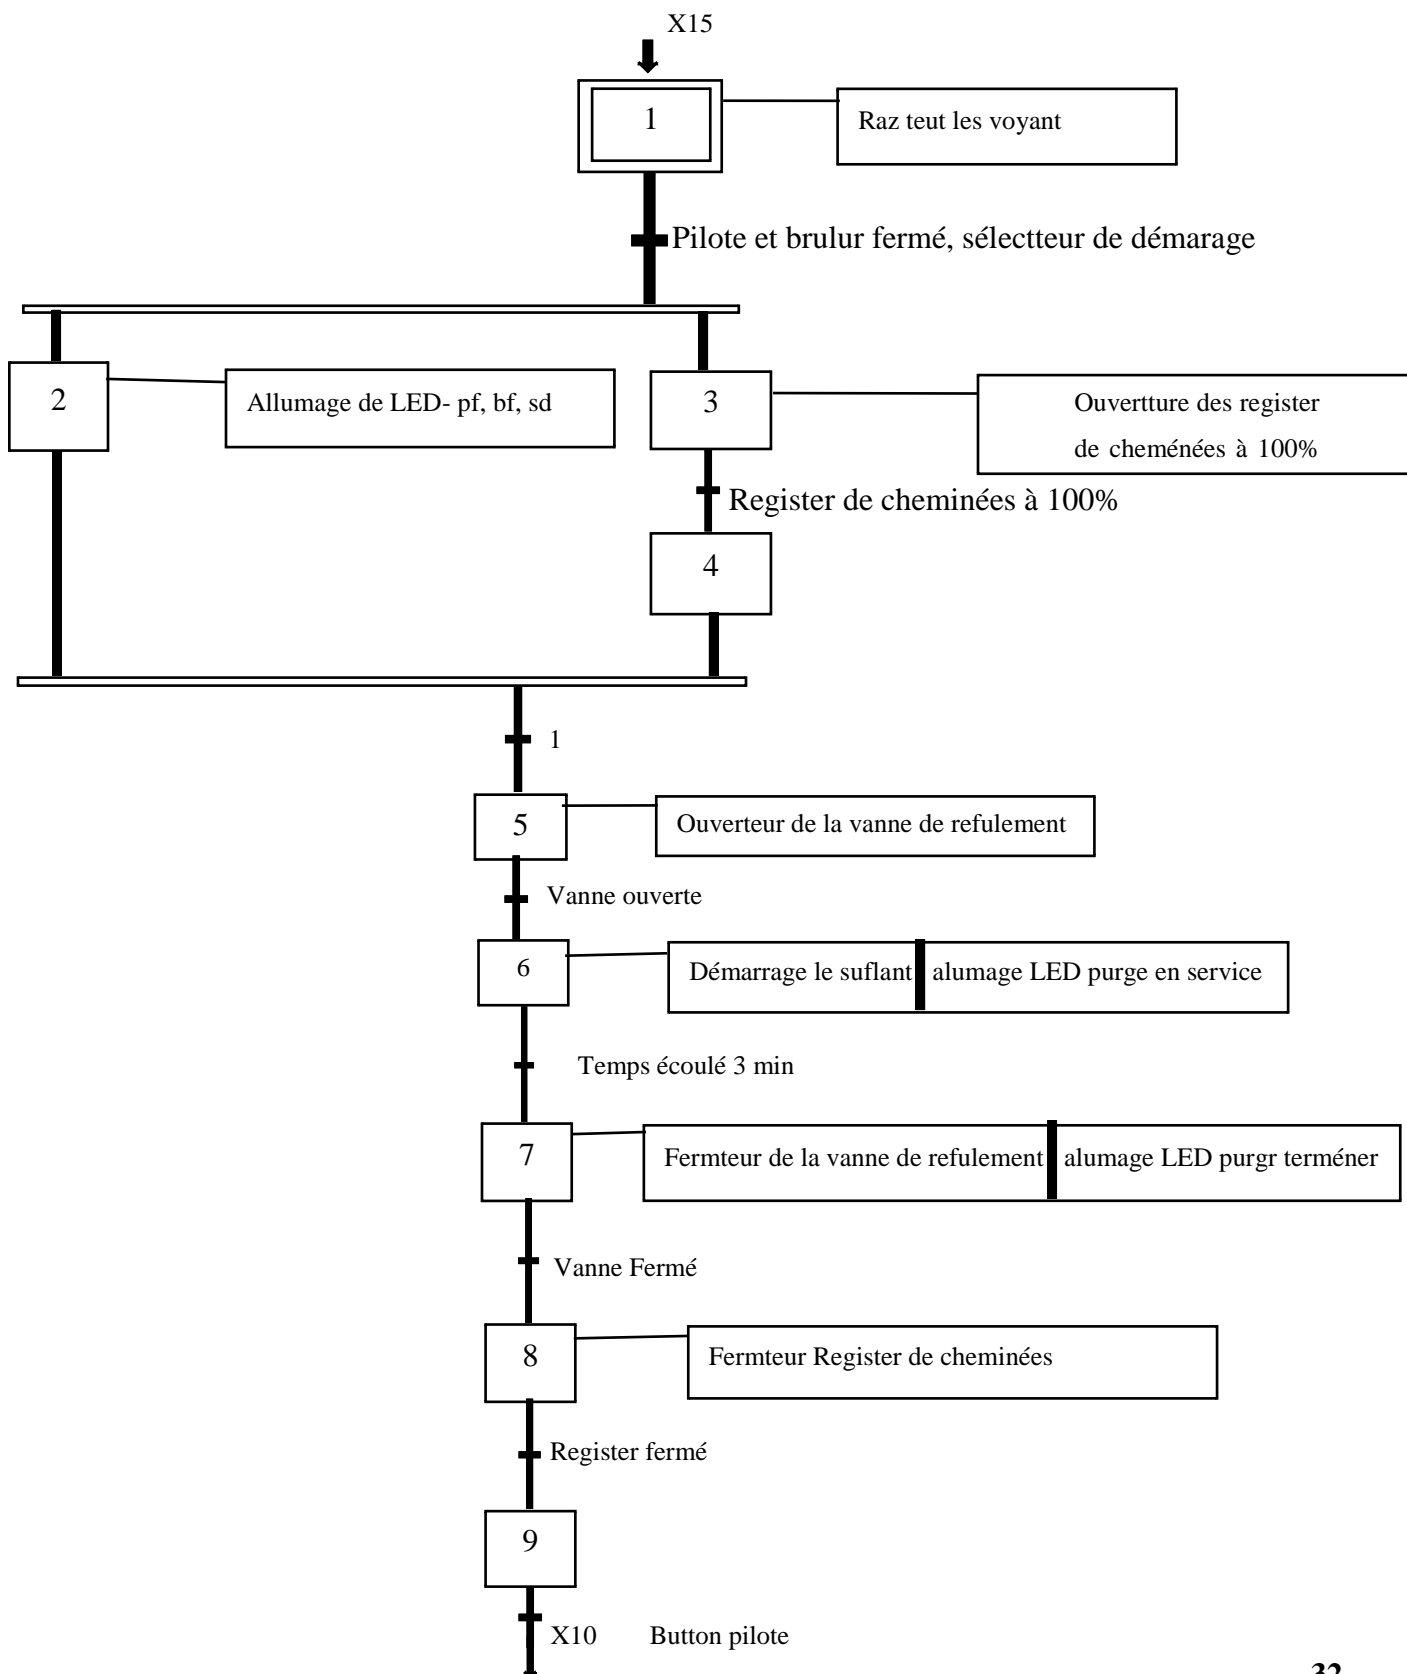 X15
1
Raz teut les voyant
Pilote et brulur fermé, sélectteur de démarage
2
Allumage de LED- pf, bf, sd
3
Ouvertture des register
de cheménées à 100%
Register de cheminées à 100%
4
1
5
Ouverteur de la vanne de refulement
Vanne ouverte
6
Démarrage le suflant
alumage LED purge en service
Temps écoulé 3 min
7
Fermteur de la vanne de refulement
alumage LED purgr terméner
Vanne Fermé
8
Fermteur Register de cheminées
Register fermé
9
X10 Button pilote
32